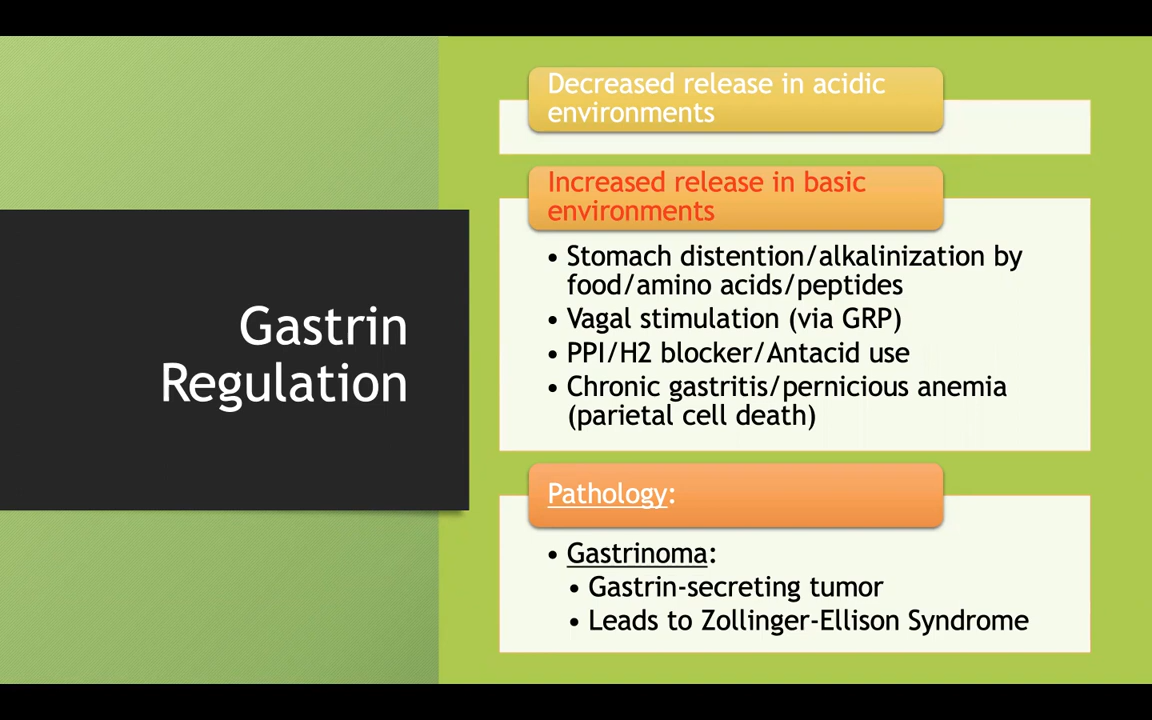 Gastrin
Regulation
Decreased release in acidic
environments
Increased release in basic
environments
• Stomach distention/alkalinization by
food/amino acids/peptides
• Vagal stimulation (via GRP)
• PPI/H2 blocker/Antacid use
• Chronic gastritis/pernicious anemia
(parietal cell death)
Pathology:
• Gastrinoma:
• Gastrin-secreting tumor
• Leads to Zollinger-Ellison Syndrome